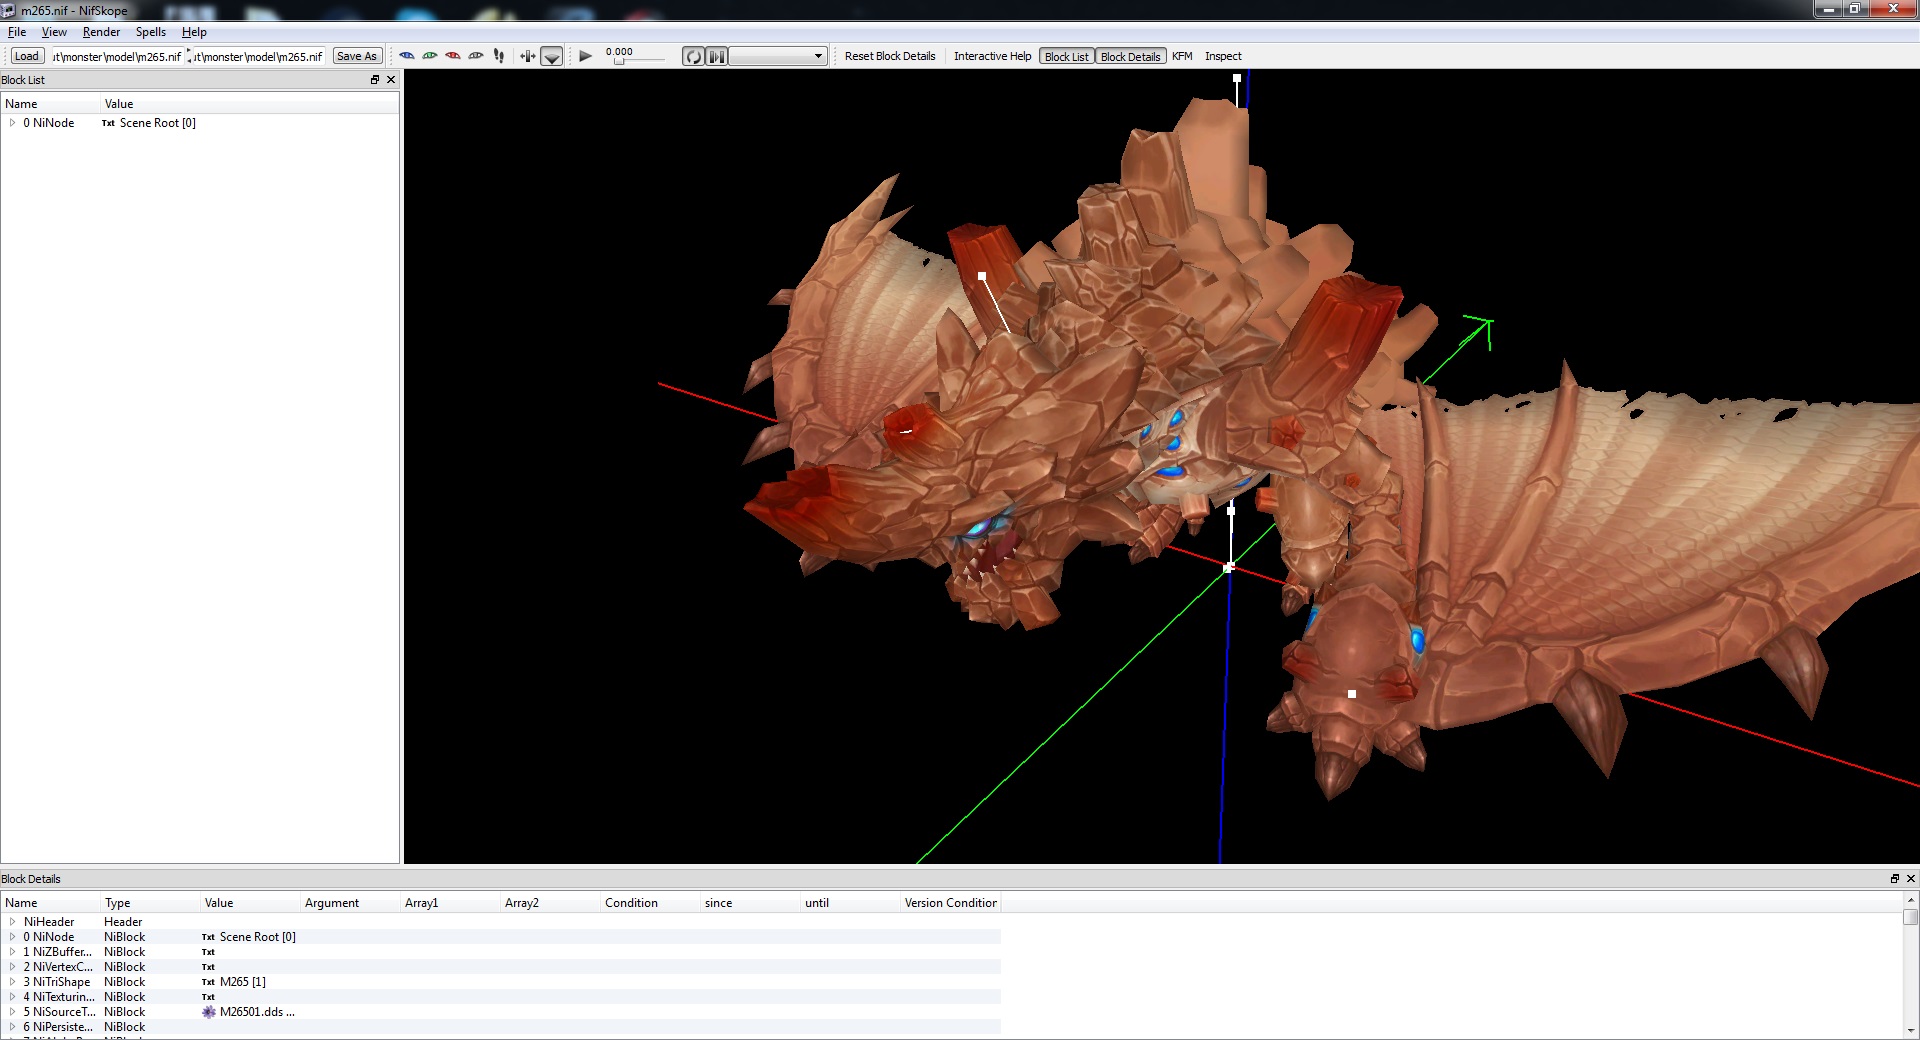 m265.nif - NifSkope
File View Render Spells Help
Load ut\monster\model\m265.nif ut\monster\model\m265.nif Save As 0.000 Reset Block Details Interactive Help Block List Block Details KFM Inspect
Block List
Name Value
0 NiNode Txt Scene Root [0]
Block Details
Name Type Value Argument Array1 Array2 Condition since until Version Condition
NiHeader Header
0 NiNode NiBlock Txt Scene Root [0]
1 NiZBuffer... NiBlock Txt
2 NiVertexC... NiBlock Txt
3 NiTriShape NiBlock Txt M265 [1]
4 NiTexturin... NiBlock Txt
5 NiSourceT... NiBlock M26501.dds ...
6 NiPersiste... NiBlock